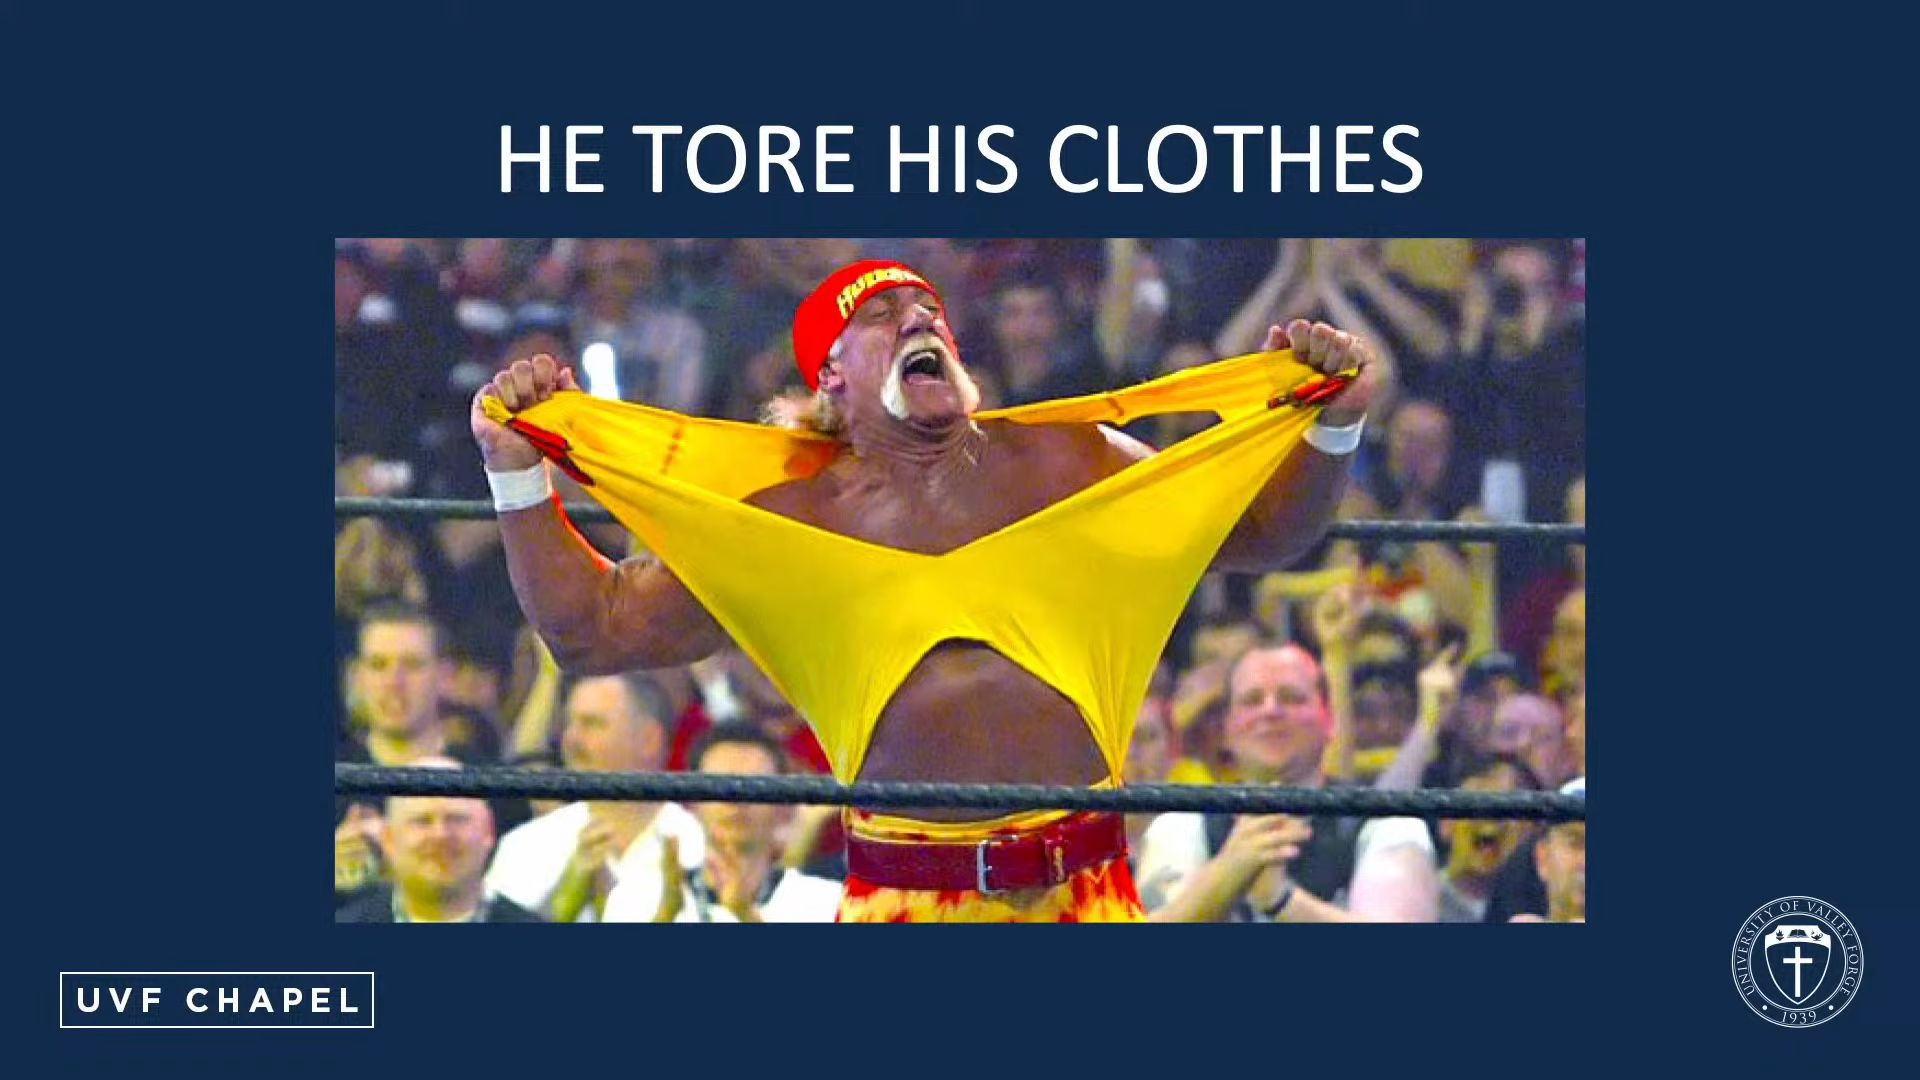 HE TORE HIS CLOTHES
UVF CHAPEL
UNIVERSITY OF VALLEY FORGE
1939